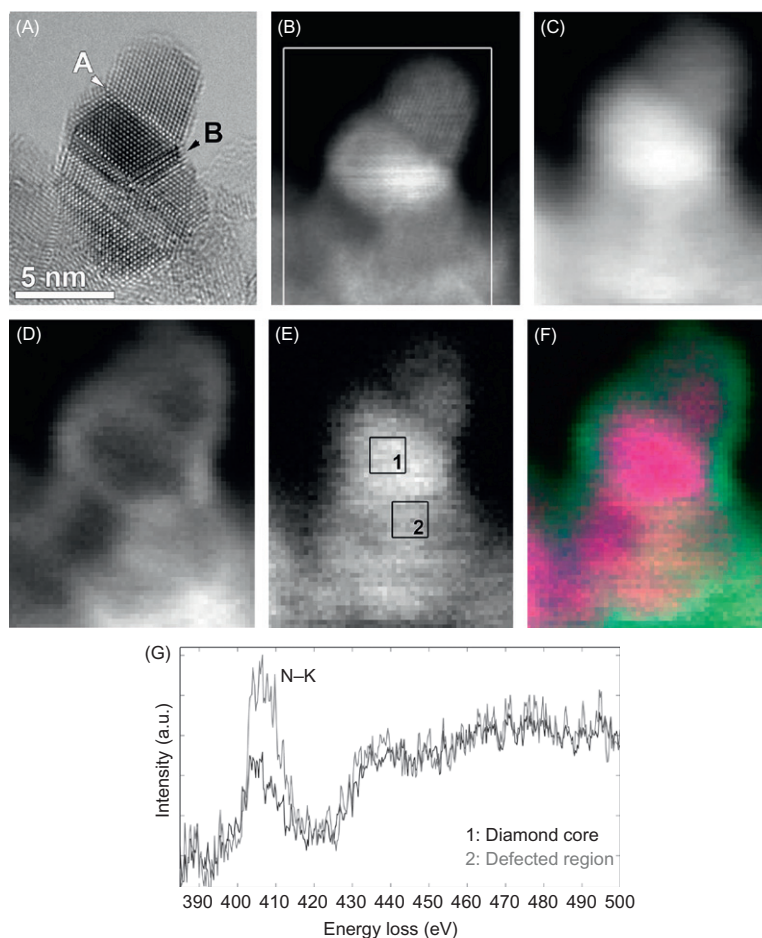 (A)
A
B
5 nm
(B)
(C)
(D)
(E)
1
2
(F)
(G)
N–K
Intensity (a.u.)
1: Diamond core
2: Defected region
390 400 410 420 430 440 450 460 470 480 490 500
Energy loss (eV)